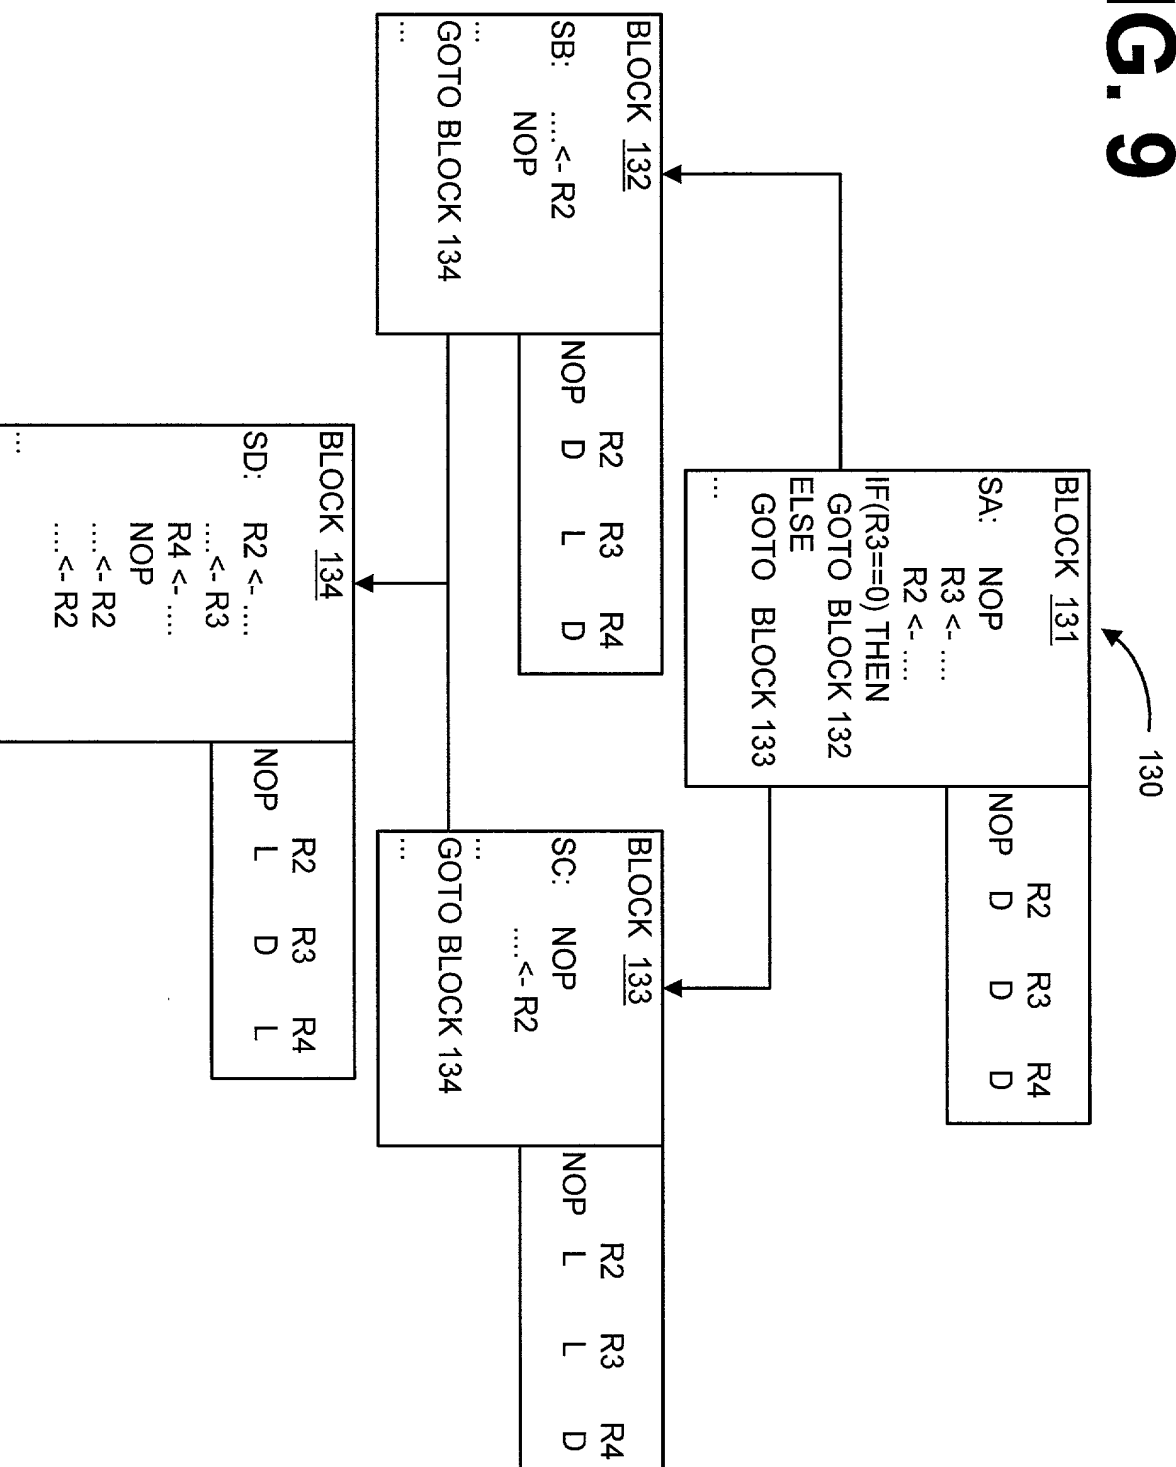 G. 9
130
BLOCK 131
SA: NOP
R3 <- ....
R2 <- ....
IF(R3==0) THEN
GOTO BLOCK 132
ELSE
GOTO BLOCK 133
...
R2 R3 R4
NOP D D D
BLOCK 132
SB: ....<- R2
NOP
...
GOTO BLOCK 134
...
R2 R3 R4
NOP D L D
BLOCK 133
SC: NOP
....<- R2
...
GOTO BLOCK 134
...
R2 R3 R4
NOP L L D
BLOCK 134
SD: R2 <- ....
....<- R3
R4 <- ....
NOP
....<- R2
....<- R2
...
R2 R3 R4
NOP L D L